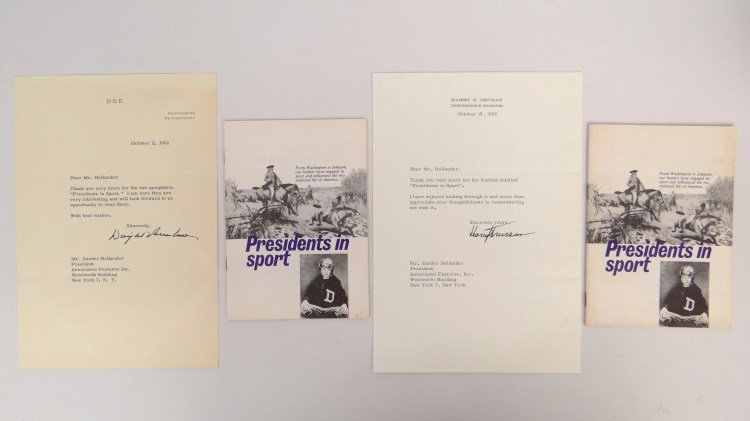 DDE
GETTYSBURG
PENNSYLVANIA
October 11, 1962
Dear Mr. Hollander:
Thank you very much for the two pamphlets,
"Presidents in Sport." I am sure they are
very interesting and will look forward to an
opportunity to read them.
With best wishes,
Sincerely,
Mr. Zander Hollander
President
Associated Features Inc.
Woolworth Building
New York 7, N. Y.
From Washington to Johnson,
our leaders have engaged in
sport and influenced the rec-
reational life of America.
Presidents in
sport
D
HARRY S. TRUMAN
INDEPENDENCE, MISSOURI
October 18, 1962
Dear Mr. Hollander:
Thank you very much for the booklet entitled
"Presidents in Sport".
I have enjoyed looking through it and more than
appreciate your thoughtfulness in remembering
me with it.
Sincerely yours,
Harry Truman
Mr. Zander Hollander
President
Associated Features, Inc.
Woolworth Building
New York 7, New York
From Washington to Johnson,
our leaders have engaged in
sport and influenced the rec-
reational life of America.
Presidents in
sport
D